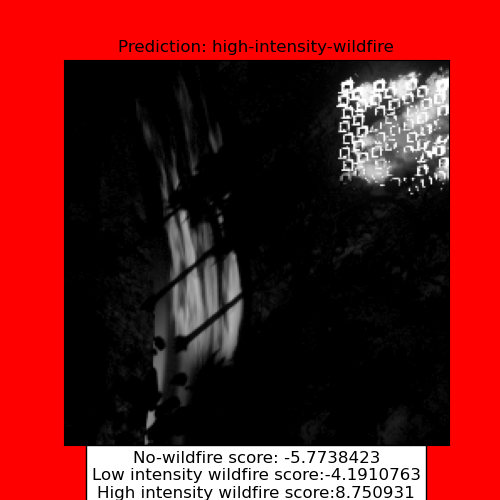 Prediction: high-intensity-wildfire
No-wildfire score: -5.7738423
Low intensity wildfire score:-4.1910763
High intensity wildfire score:8.750931